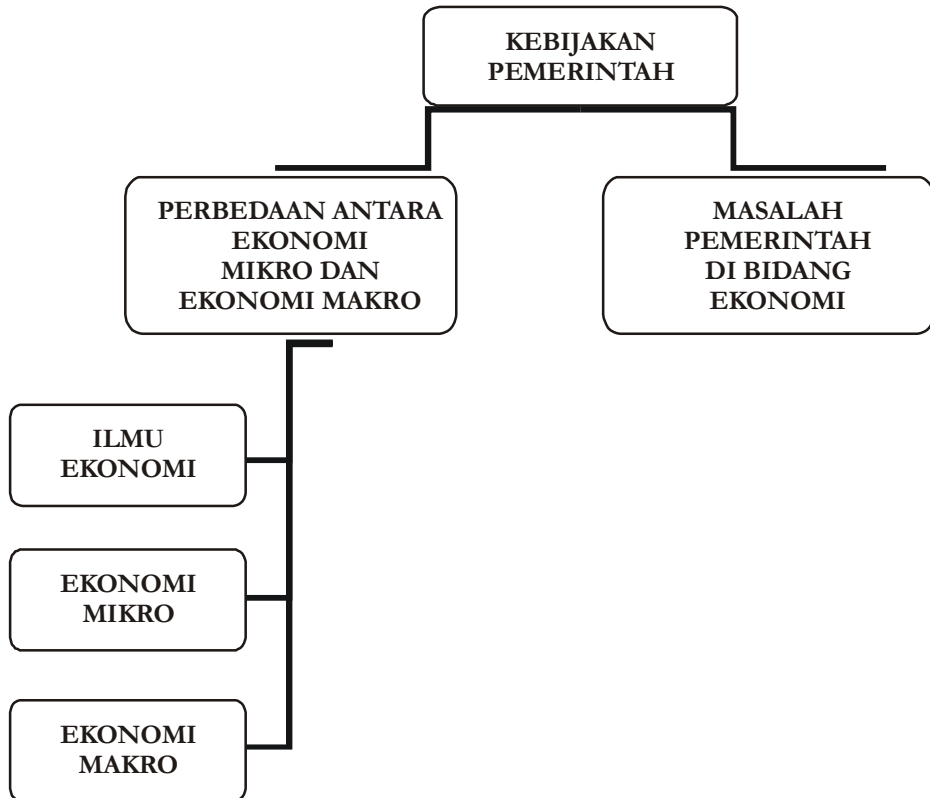 KEBIJAKAN
PEMERINTAH
PERBEDAAN ANTARA
EKONOMI
MIKRO DAN
EKONOMI MAKRO
MASALAH
PEMERINTAH
DI BIDANG
EKONOMI
ILMU
EKONOMI
EKONOMI
MIKRO
EKONOMI
MAKRO